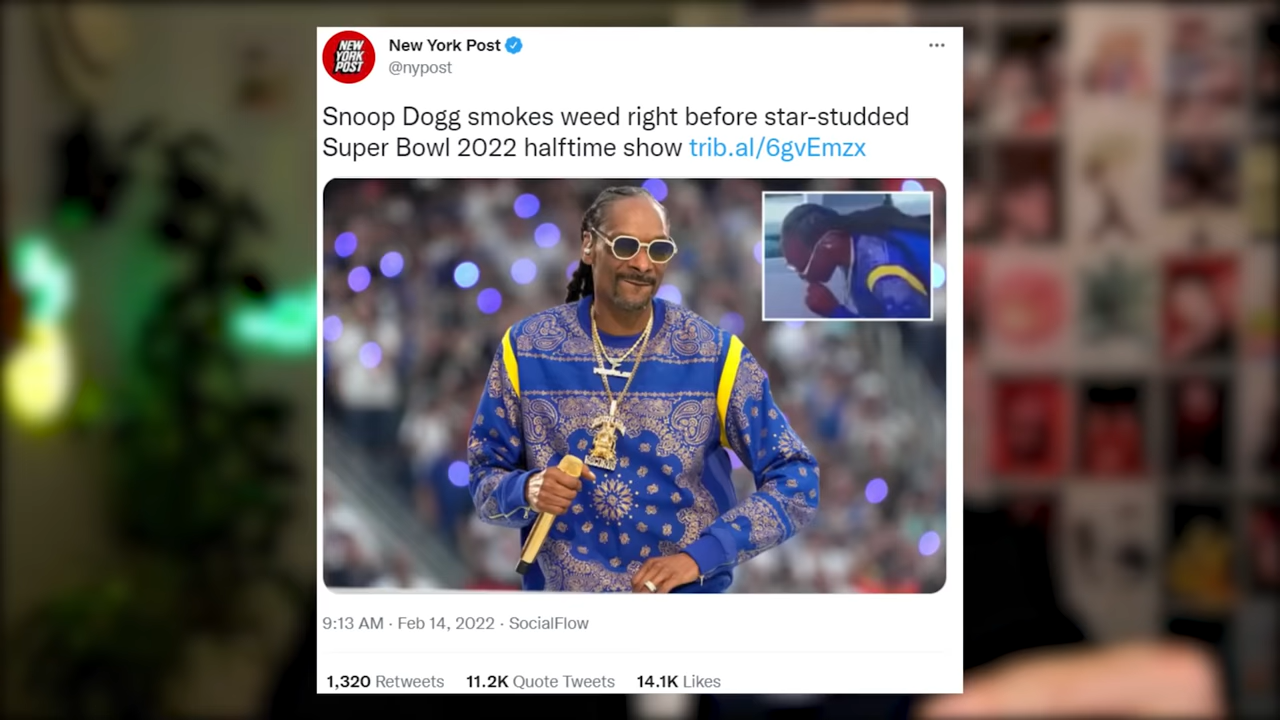 NEW
YORK
POST
New York Post
@nypost
Snoop Dogg smokes weed right before star-studded
Super Bowl 2022 halftime show trib.al/6gvEmzx
9:13 AM · Feb 14, 2022 · SocialFlow
1,320 Retweets 11.2K Quote Tweets 14.1K Likes